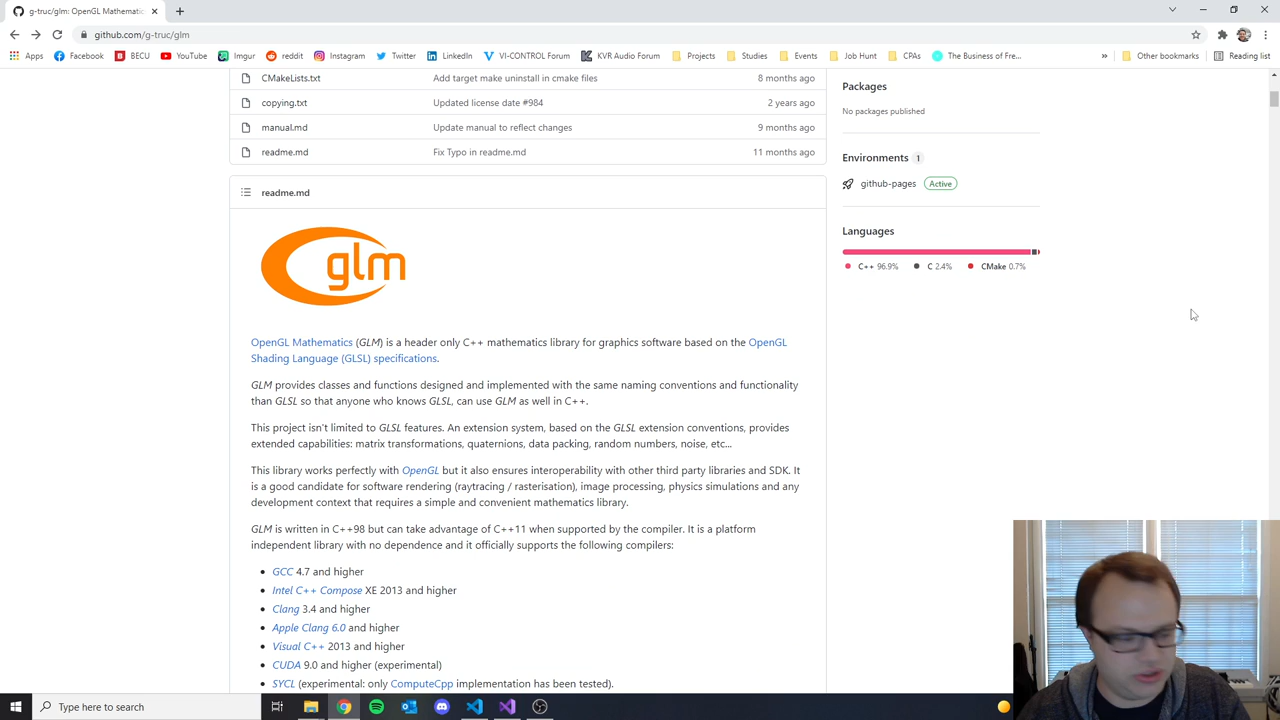 g-truc/glm: OpenGL Mathematic
github.com/g-truc/glm
Apps
Facebook
BECU
YouTube
Imgur
reddit
Instagram
Twitter
LinkedIn
VI-CONTROL Forum
KVR Audio Forum
Projects
Studies
Events
Job Hunt
CPAs
The Business of Fre...
»
Other bookmarks
Reading list
CMakeLists.txt
Add target make uninstall in cmake files
8 months ago
copying.txt
Updated license date #984
2 years ago
manual.md
Update manual to reflect changes
9 months ago
readme.md
Fix Typo in readme.md
11 months ago
readme.md
glm
OpenGL Mathematics (GLM) is a header only C++ mathematics library for graphics software based on the OpenGL
Shading Language (GLSL) specifications.
GLM provides classes and functions designed and implemented with the same naming conventions and functionality
than GLSL so that anyone who knows GLSL, can use GLM as well in C++.
This project isn't limited to GLSL features. An extension system, based on the GLSL extension conventions, provides
extended capabilities: matrix transformations, quaternions, data packing, random numbers, noise, etc...
This library works perfectly with OpenGL but it also ensures interoperability with other third party libraries and SDK. It
is a good candidate for software rendering (raytracing / rasterisation), image processing, physics simulations and any
development context that requires a simple and convenient mathematics library.
GLM is written in C++98 but can take advantage of C++11 when supported by the compiler. It is a platform
independent library with no dependence and it officially supports the following compilers:
GCC 4.7 and higher
Intel C++ Compose XE 2013 and higher
Clang 3.4 and higher
Apple Clang 6.0 and higher
Visual C++ 2013 and higher
CUDA 9.0 and higher (experimental)
SYCL (experimental: only ComputeCpp implementation has been tested).
Packages
No packages published
Environments 1
github-pages Active
Languages
C++ 96.9%
C 2.4%
CMake 0.7%
Type here to search